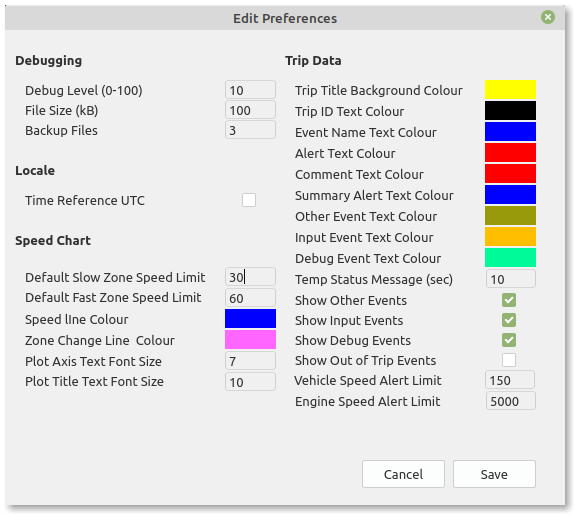 Edit Preferences
Debugging
Debug Level (0-100) 10
File Size (kB) 100
Backup Files 3
Locale
Time Reference UTC
Speed Chart
Default Slow Zone Speed Limit 30
Default Fast Zone Speed Limit 60
Speed lIne Colour
Zone Change Line  Colour
Plot Axis Text Font Size 7
Plot Title Text Font Size 10
Trip Data
Trip Title Background Colour
Trip ID Text Colour
Event Name Text Colour
Alert Text Colour
Comment Text Colour
Summary Alert Text Colour
Other Event Text Colour
Input Event Text Colour
Debug Event Text Colour
Temp Status Message (sec) 10
Show Other Events
Show Input Events
Show Debug Events
Show Out of Trip Events
Vehicle Speed Alert Limit 150
Engine Speed Alert Limit 5000
Cancel Save